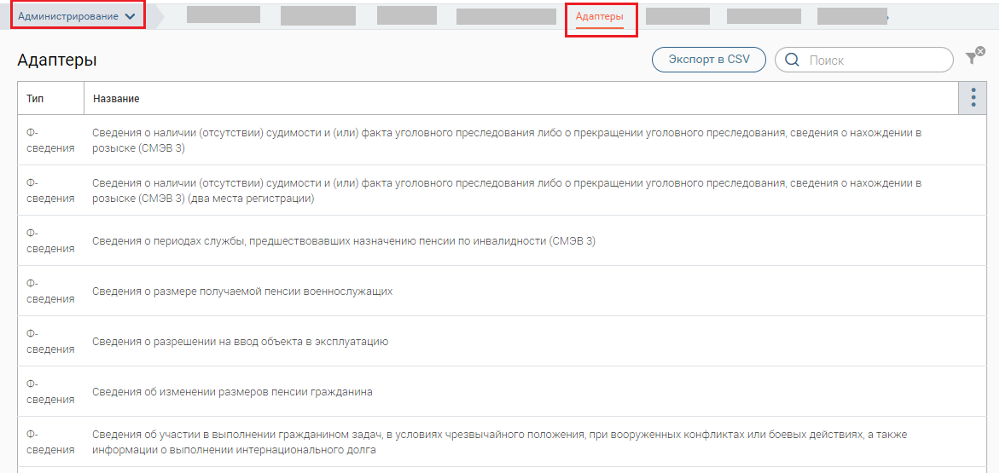 Администрирование
Адаптеры
Адаптеры
Экспорт в CSV
Поиск
Тип
Название
Ф-
сведения
Сведения о наличии (отсутствии) судимости и (или) факта уголовного преследования либо о прекращении уголовного преследования, сведения о нахождении в
розыске (СМЭВ 3)
Ф-
сведения
Сведения о наличии (отсутствии) судимости и (или) факта уголовного преследования либо о прекращении уголовного преследования, сведения о нахождении в
розыске (СМЭВ 3) (два места регистрации)
Ф-
сведения
Сведения о периодах службы, предшествовавших назначению пенсии по инвалидности (СМЭВ 3)
Ф-
сведения
Сведения о размере получаемой пенсии военнослужащих
Ф-
сведения
Сведения о разрешении на ввод объекта в эксплуатацию
Ф-
сведения
Сведения об изменении размеров пенсии гражданина
Ф-
сведения
Сведения об участии в выполнении гражданином задач, в условиях чрезвычайного положения, при вооруженных конфликтах или боевых действиях, а также
информации о выполнении интернационального долга